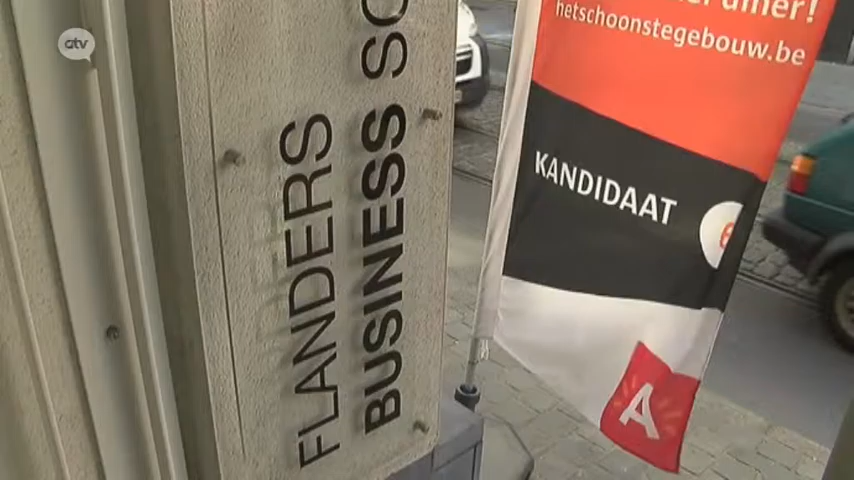 atv
FLANDERS
BUSINESS SC
hetschoonstegebouw.be
KANDIDAAT
A